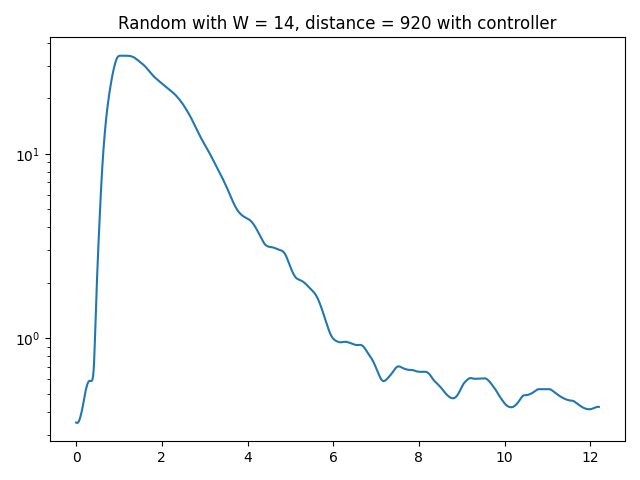 Random with W = 14, distance = 920 with controller
10¹
10⁰
0 2 4 6 8 10 12